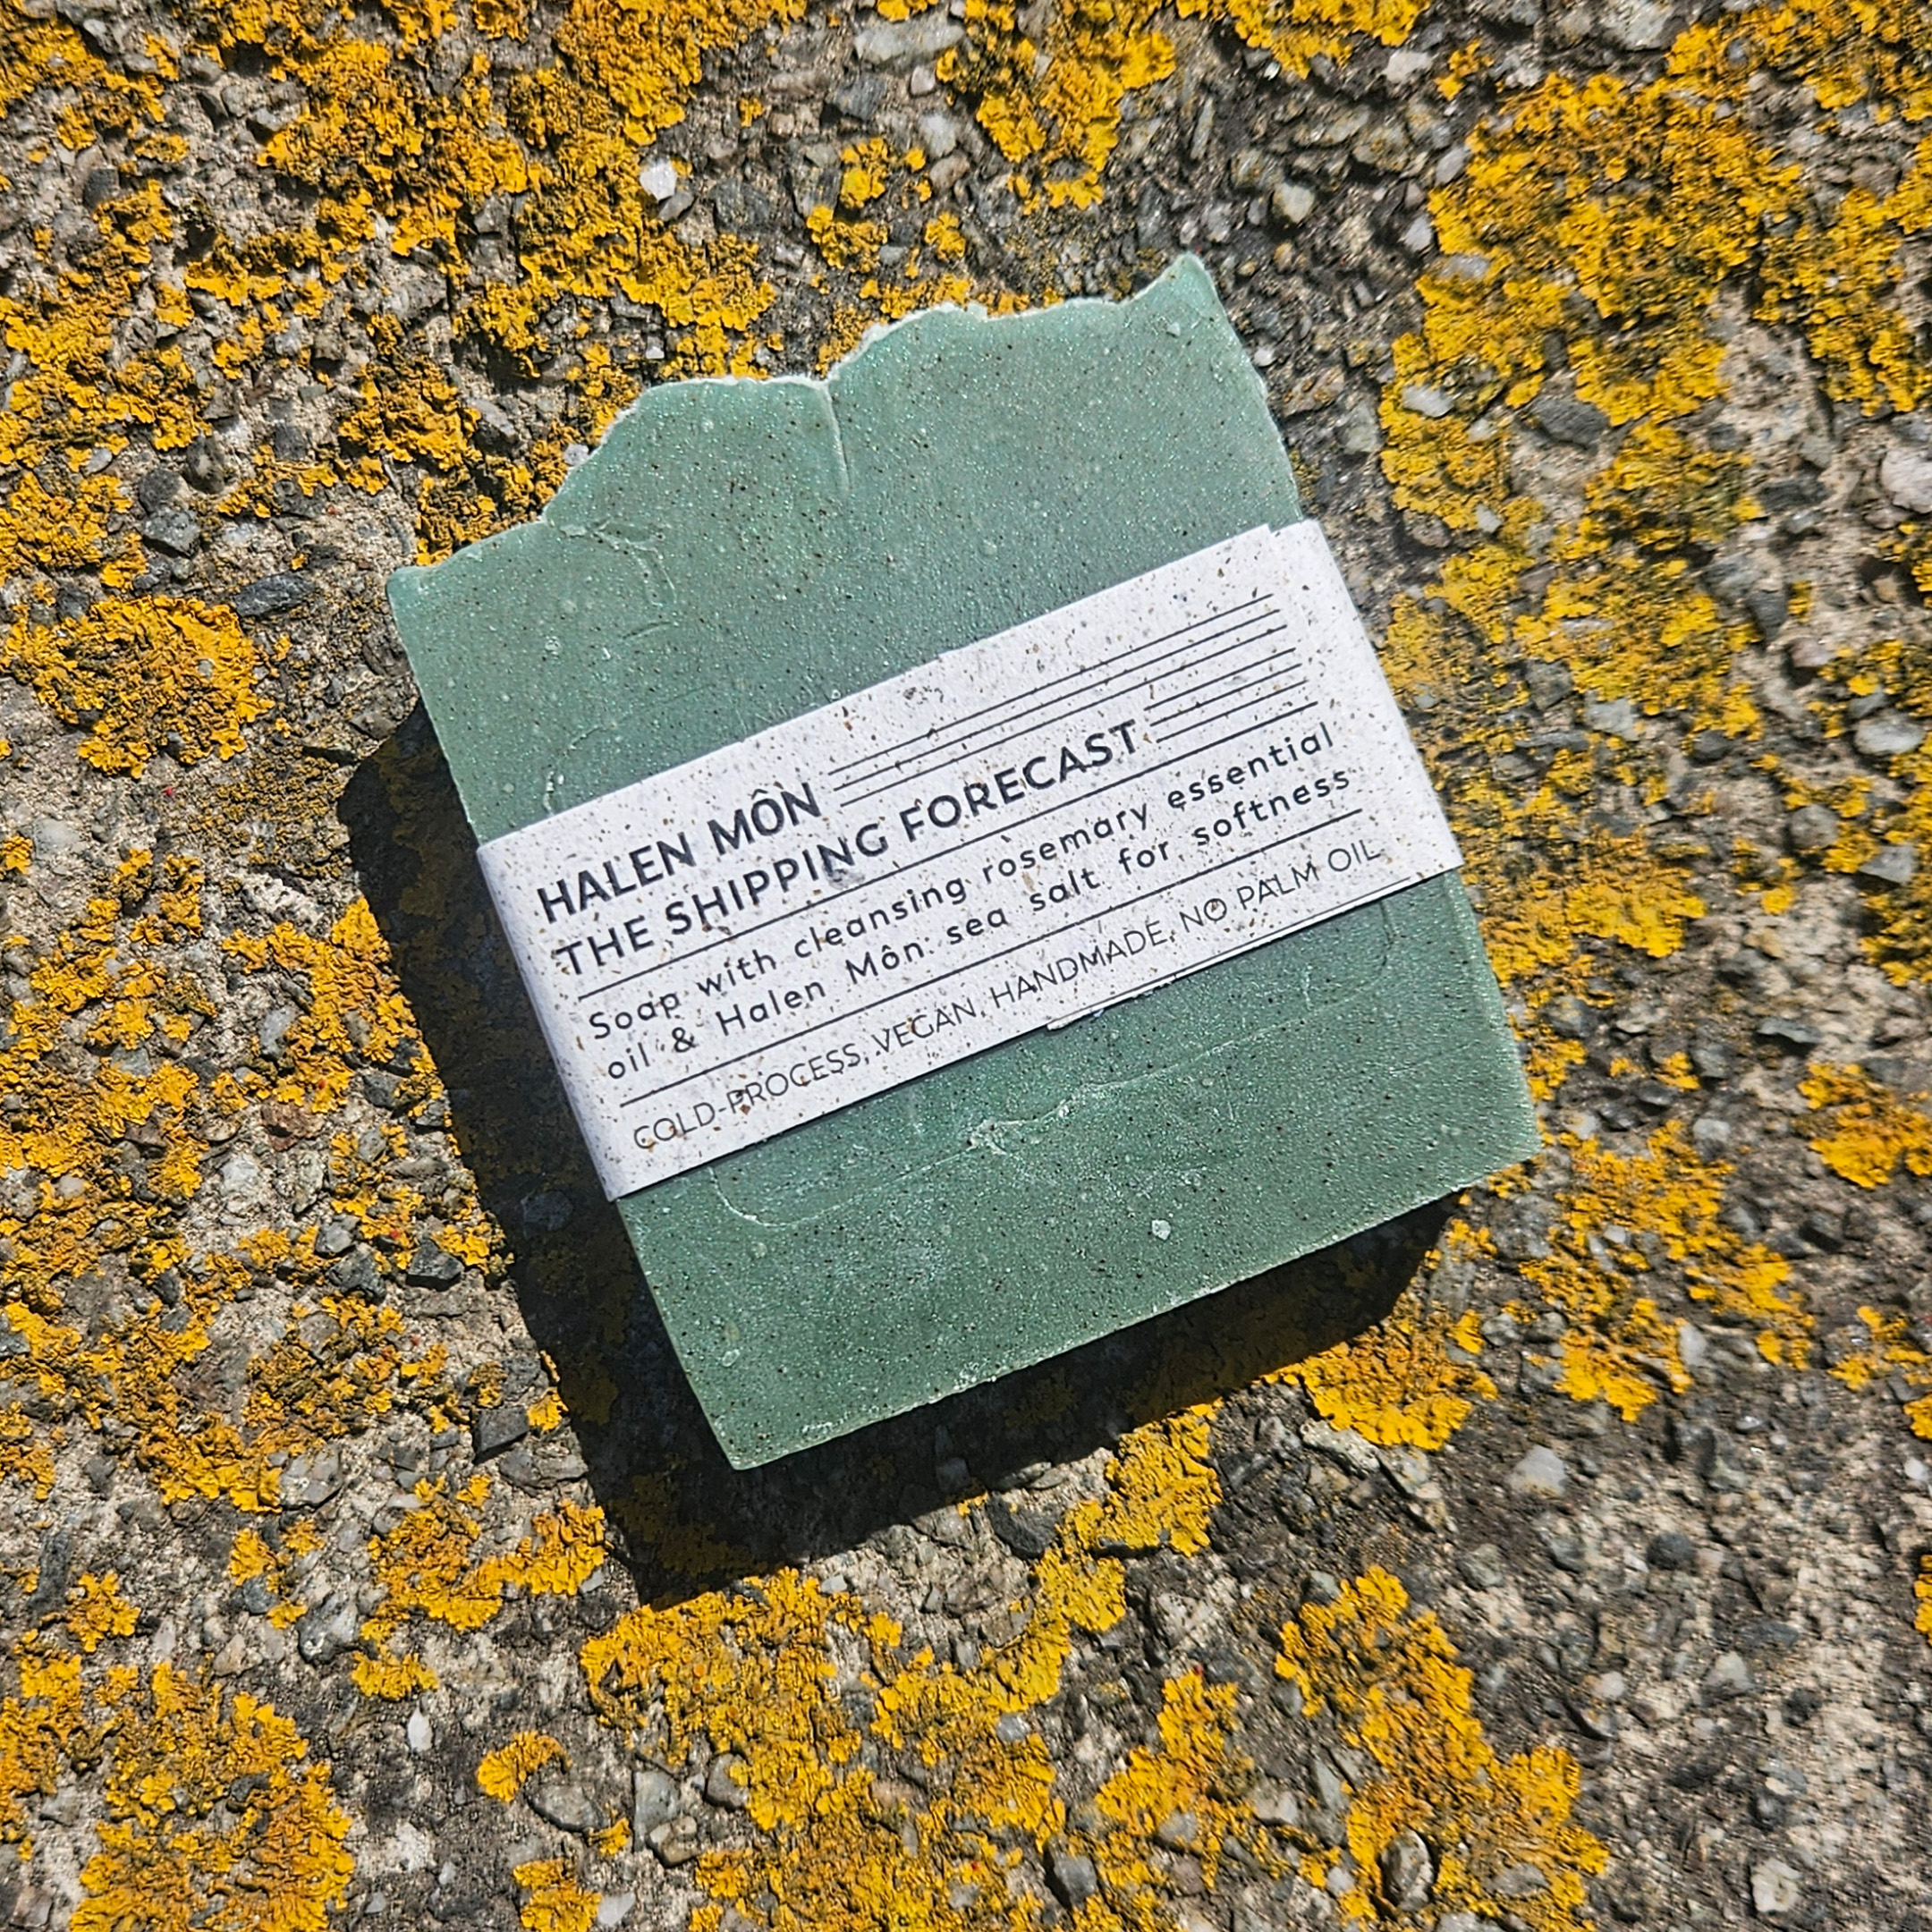 HALEN MÔN
THE SHIPPING FORECAST
Soap with cleansing rosemary essential
oil & Halen Môn sea salt for softness
COLD-PROCESS, VEGAN, HANDMADE, NO PALM OIL